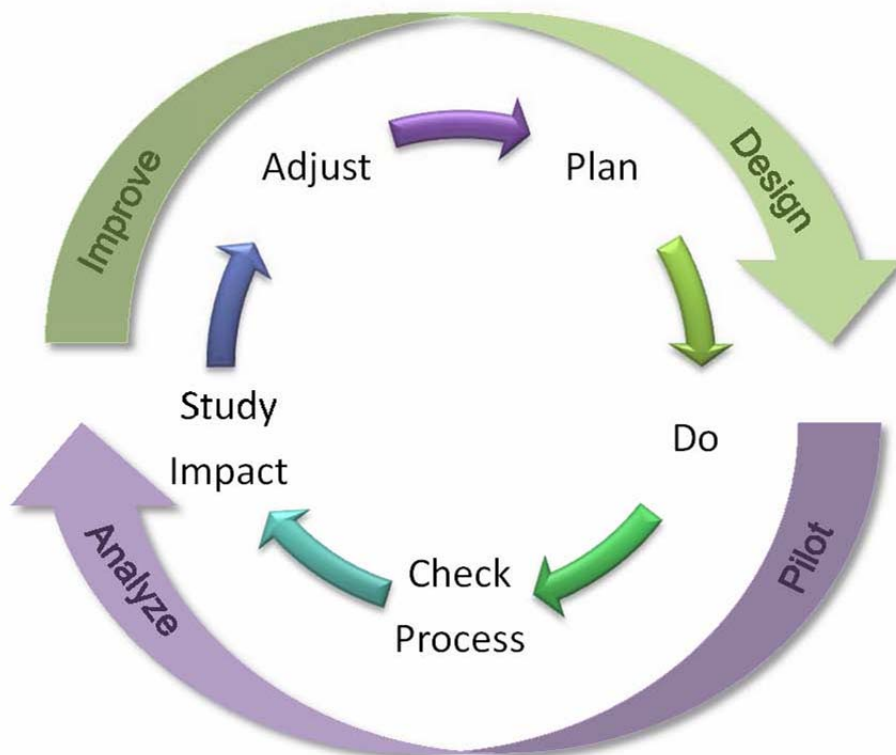 Improve
Design
Adjust
Plan
Study
Impact
Do
Check
Process
Analyze
Pilot